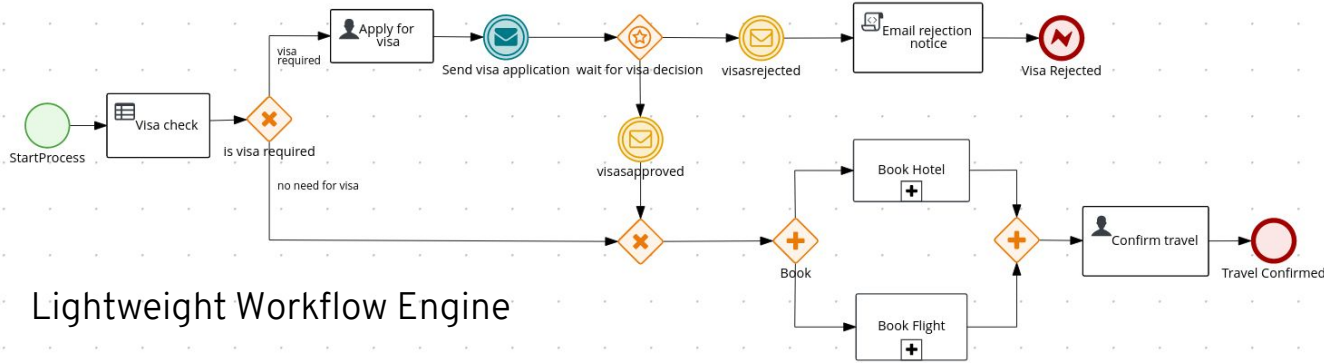 Apply for
visa
visa
required
Send visa application
wait for visa decision
visasrejected
Email rejection
notice
Visa Rejected
StartProcess
Visa check
is visa required
no need for visa
visasapproved
Book Hotel
Book
Confirm travel
Travel Confirmed
Book Flight
Lightweight Workflow Engine